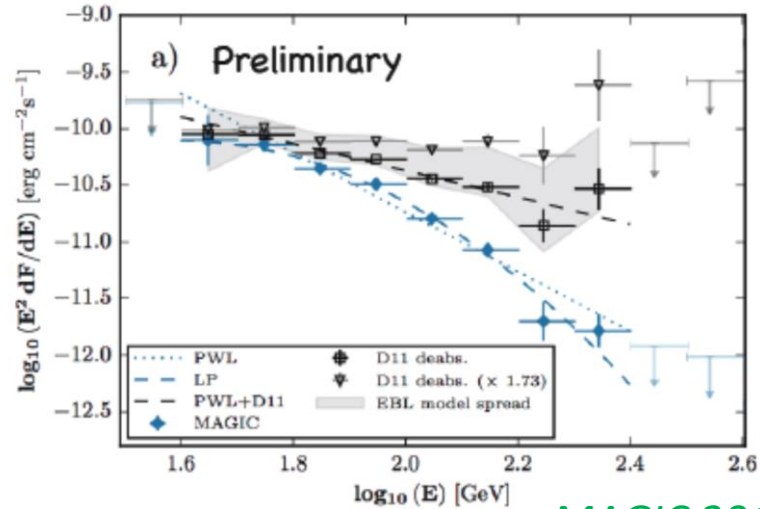 a) Preliminary
log₁₀ (E² dF/dE) [erg cm⁻² s⁻¹]
−9.0
−9.5
−10.0
−10.5
−11.0
−11.5
−12.0
−12.5
PWL
LP
PWL+D11
MAGIC
D11 deabs.
D11 deabs. (× 1.73)
EBL model spread
1.6 1.8 2.0 2.2 2.4 2.6
log₁₀ (E) [GeV]